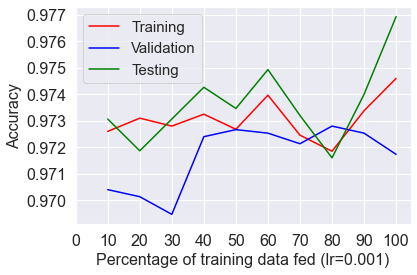 0.977
0.976
0.975
0.974
0.973
0.972
0.971
0.970
Accuracy
Training
Validation
Testing
0 10 20 30 40 50 60 70 80 90 100
Percentage of training data fed (lr=0.001)